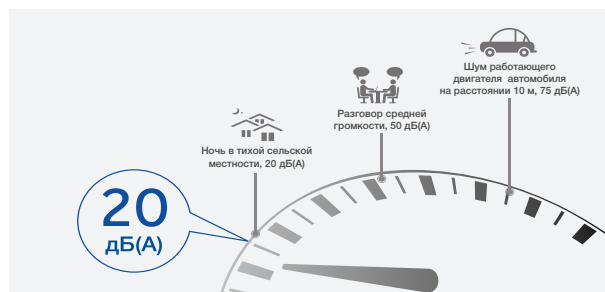 Шум работающего
двигателя автомобиля
на расстоянии 10 м, 75 дБ(А)
Разговор средней
громкости, 50 дБ(А)
Ночь в тихой сельской
местности, 20 дБ(А)
20
дБ(А)